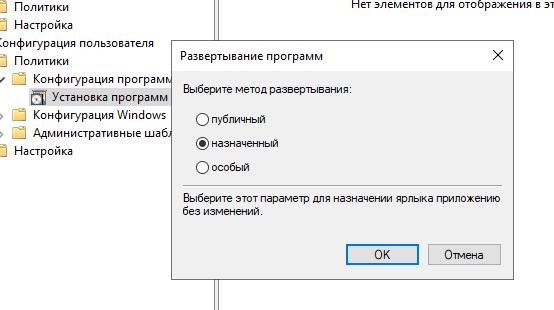 Политики
Нет элементов для отображения в эт
Настройка
Конфигурация пользователя
Политики
Конфигурация программ
Установка программ
Конфигурация Windows
Административные шабл
Настройка
Развертывание программ
Выберите метод развертывания:
публичный
назначенный
особый
Выберите этот параметр для назначении ярлыка приложению
без изменений.
OK
Отмена